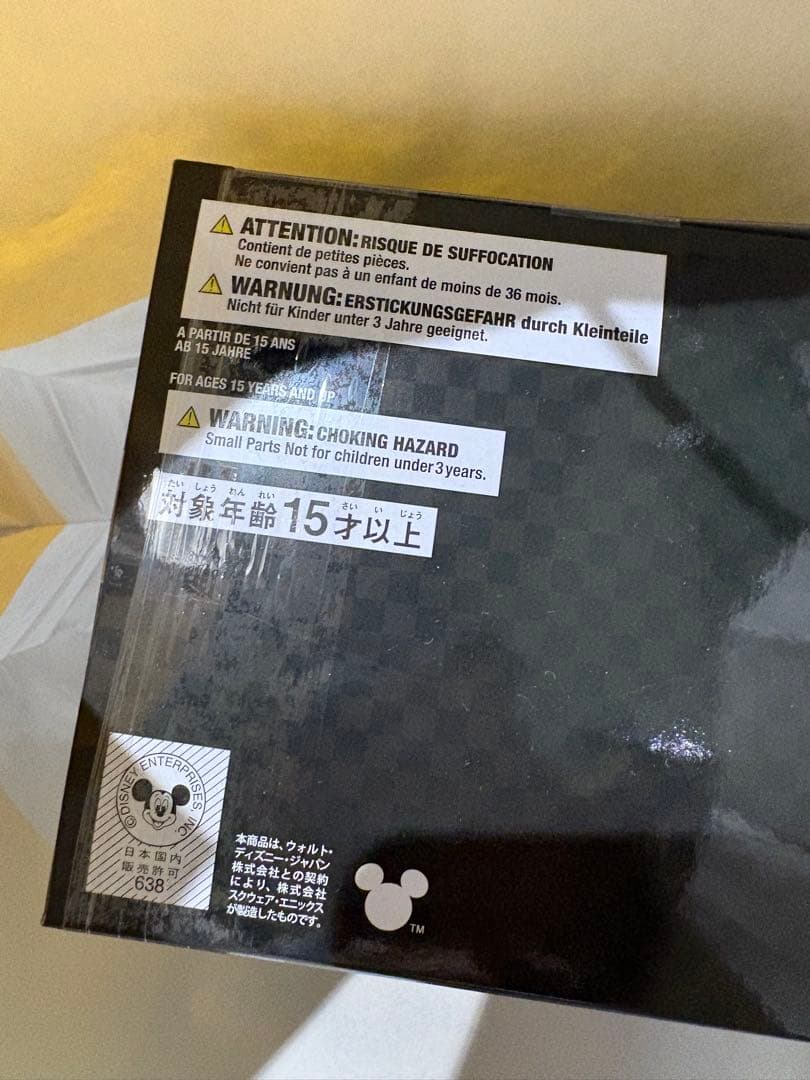 ATTENTION: RISQUE DE SUFFOCATION
Contient de petites pièces.
Ne convient pas à un enfant de moins de 36 mois.
WARNUNG: ERSTICKUNGSGEFAHR durch Kleinteile
Nicht für Kinder unter 3 Jahre geeignet.
A PARTIR DE 15 ANS
AB 15 JAHRE
FOR AGES 15 YEARS AND UP
WARNING: CHOKING HAZARD
Small Parts Not for children under 3 years.
たい しょう ねん れい さい い じょう
対象年齢15才以上
©DISNEY ENTERPRISES, INC.
日本国内
販売許可
638
本商品は、ウォルト・
ディズニー・ジャパン
株式会社との契約
により、株式会社
スクウェア・エニックス
が製造したものです。
TM